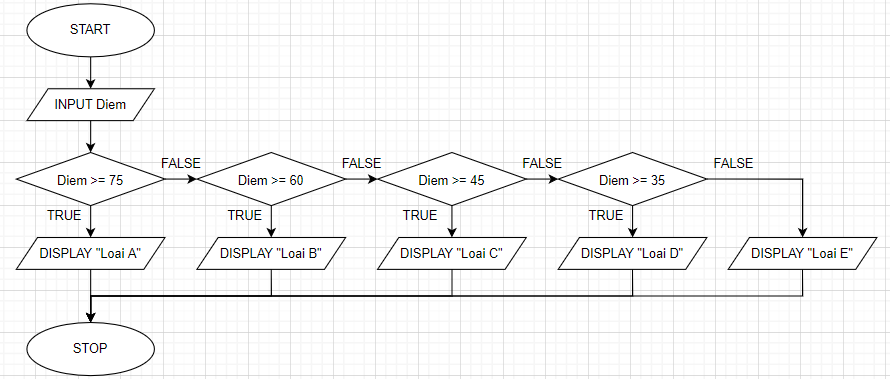 START
INPUT Diem
Diem >= 75
FALSE
Diem >= 60
FALSE
Diem >= 45
FALSE
Diem >= 35
FALSE
TRUE
TRUE
TRUE
TRUE
DISPLAY "Loai A"
DISPLAY "Loai B"
DISPLAY "Loai C"
DISPLAY "Loai D"
DISPLAY "Loai E"
STOP